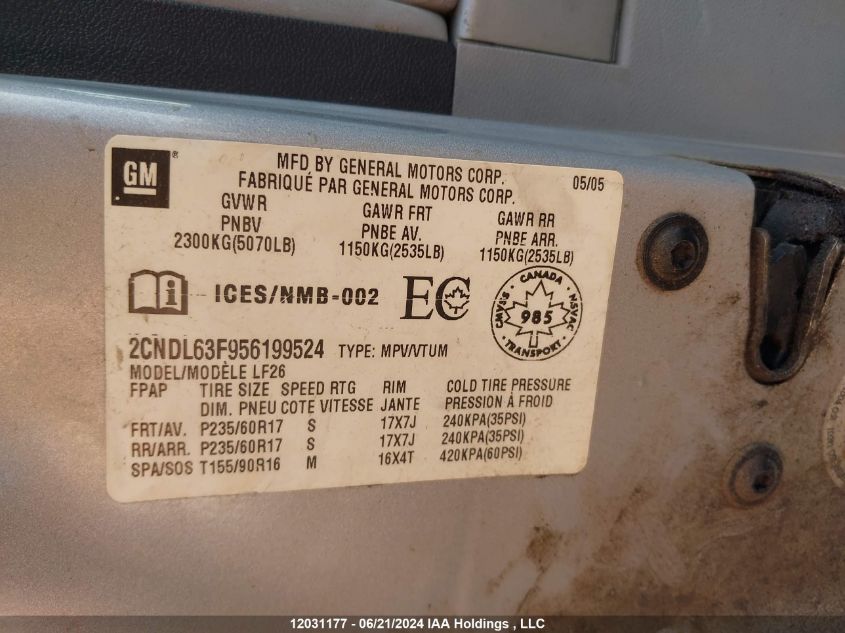 GM ®
MFD BY GENERAL MOTORS CORP.
FABRIQUÉ PAR GENERAL MOTORS CORP.
05/05
GVWR
PNBV
2300KG(5070LB)
GAWR FRT
PNBE AV.
1150KG(2535LB)
GAWR RR
PNBE ARR.
1150KG(2535LB)
i ICES/NMB-002 EC
CANADA
CMVSS NSVAC
985
TRANSPORT
2CNDL63F956199524 TYPE: MPV/VTUM
MODEL/MODÈLE LF26
FPAP TIRE SIZE SPEED RTG RIM COLD TIRE PRESSURE
DIM. PNEU COTE VITESSE JANTE PRESSION À FROID
FRT/AV. P235/60R17 S 17X7J 240KPA(35PSI)
RR/ARR. P235/60R17 S 17X7J 240KPA(35PSI)
SPA/SOS T155/90R16 M 16X4T 420KPA(60PSI)
12031177 - 06/21/2024 IAA Holdings , LLC